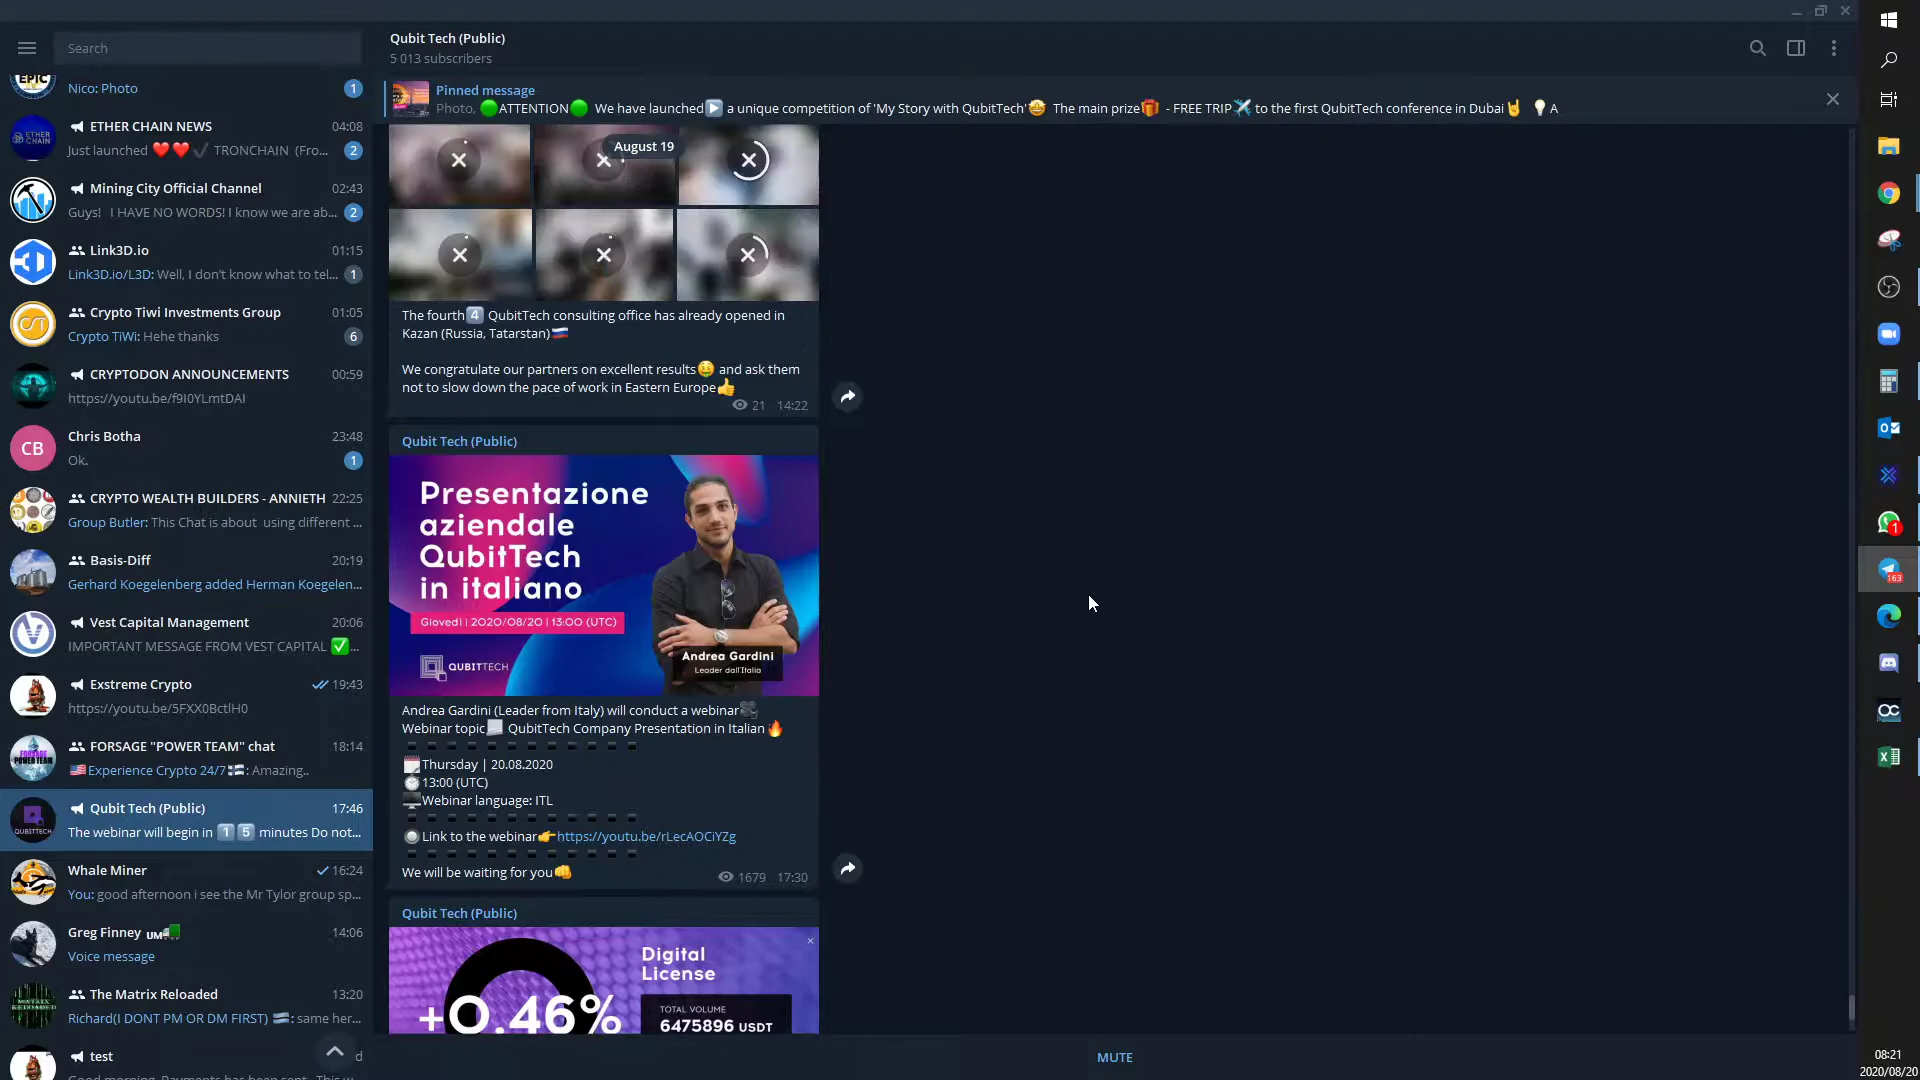 Search
EPIC
Nico: Photo
1
ETHER CHAIN NEWS
04:08
Just launched ❤️❤️✔️ TRONCHAIN (Fro...
2
Mining City Official Channel
02:43
Guys! I HAVE NO WORDS! I know we are ab...
2
Link3D.io
01:15
Link3D.io/L3D: Well, I don't know what to tel...
1
Crypto Tiwi Investments Group
01:05
Crypto TiWi: Hehe thanks
6
CRYPTODON ANNOUNCEMENTS
00:59
https://youtu.be/f9I0YLmtDAI
CB
Chris Botha
23:48
Ok.
1
CRYPTO WEALTH BUILDERS - ANNIETH
22:25
Group Butler: This Chat is about using different ...
Basis-Diff
20:19
Gerhard Koegelenberg added Herman Koegelen...
Vest Capital Management
20:06
IMPORTANT MESSAGE FROM VEST CAPITAL ✅...
Exstreme Crypto
19:43
https://youtu.be/5FXX0BctlH0
FORSAGE "POWER TEAM" chat
18:14
🇺🇸Experience Crypto 24/7🇫🇮: Amazing..
Qubit Tech (Public)
17:46
The webinar will begin in 1️⃣5️⃣ minutes Do not...
Whale Miner
16:24
You: good afternoon i see the Mr Tylor group sp...
Greg Finney UM
14:06
Voice message
The Matrix Reloaded
13:20
Richard(I DONT PM OR DM FIRST) : same her...
test
d
Qubit Tech (Public)
5 013 subscribers
Pinned message
Photo, 🟢ATTENTION🟢 We have launched▶️ a unique competition of 'My Story with QubitTech'🤩 The main prize🎁 - FREE TRIP✈️ to the first QubitTech conference in Dubai🤘 💡A
August 19
The fourth4️⃣ QubitTech consulting office has already opened in
Kazan (Russia, Tatarstan)🇷🇺
We congratulate our partners on excellent results🤑 and ask them
not to slow down the pace of work in Eastern Europe👍
21 14:22
Qubit Tech (Public)
Presentazione
aziendale
QubitTech
in italiano
Giovedì | 2020/08/20 | 13:00 (UTC)
QUBITTECH
Andrea Gardini
Leader dall'Italia
Andrea Gardini (Leader from Italy) will conduct a webinar🎥
Webinar topic📃 QubitTech Company Presentation in Italian🔥
Thursday | 20.08.2020
13:00 (UTC)
Webinar language: ITL
🔘Link to the webinar👉https://youtu.be/rLecAOCiYZg
We will be waiting for you👊
1679 17:30
Qubit Tech (Public)
+0.46%
Digital
License
TOTAL VOLUME
6475896 USDT
MUTE
1
163
08:21
2020/08/20